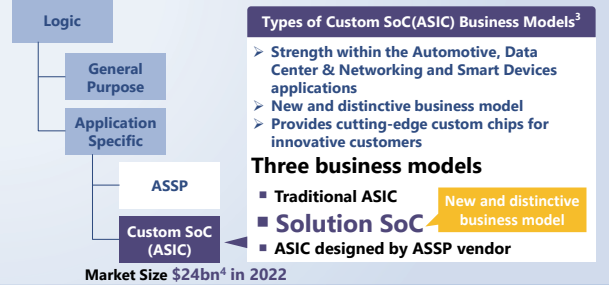 Logic
General
Purpose
Application
Specific
ASSP
Custom SoC
(ASIC)
Market Size $24bn4 in 2022
Types of Custom SoC(ASIC) Business Models3
➢ Strength within the Automotive, Data
Center & Networking and Smart Devices
applications
➢ New and distinctive business model
➢ Provides cutting-edge custom chips for
innovative customers
Three business models
▪ Traditional ASIC
▪ Solution SoC
New and distinctive
business model
▪ ASIC designed by ASSP vendor